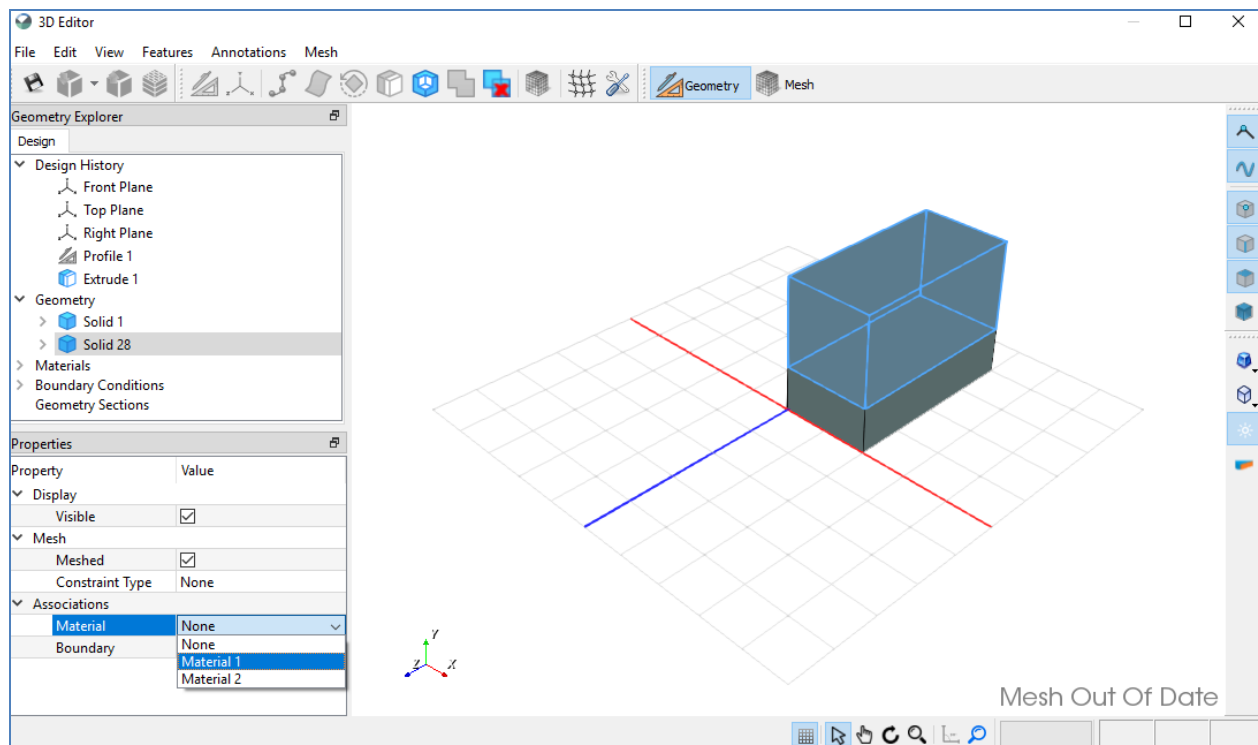 3D Editor
File Edit View Features Annotations Mesh
Geometry Mesh
Geometry Explorer
Design
Design History
Front Plane
Top Plane
Right Plane
Profile 1
Extrude 1
Geometry
Solid 1
Solid 28
Materials
Boundary Conditions
Geometry Sections
Properties
Property Value
Display
Visible
Mesh
Meshed
Constraint Type None
Associations
Material None
None
Boundary
Material 1
Material 2
Y
Z X
Mesh Out Of Date